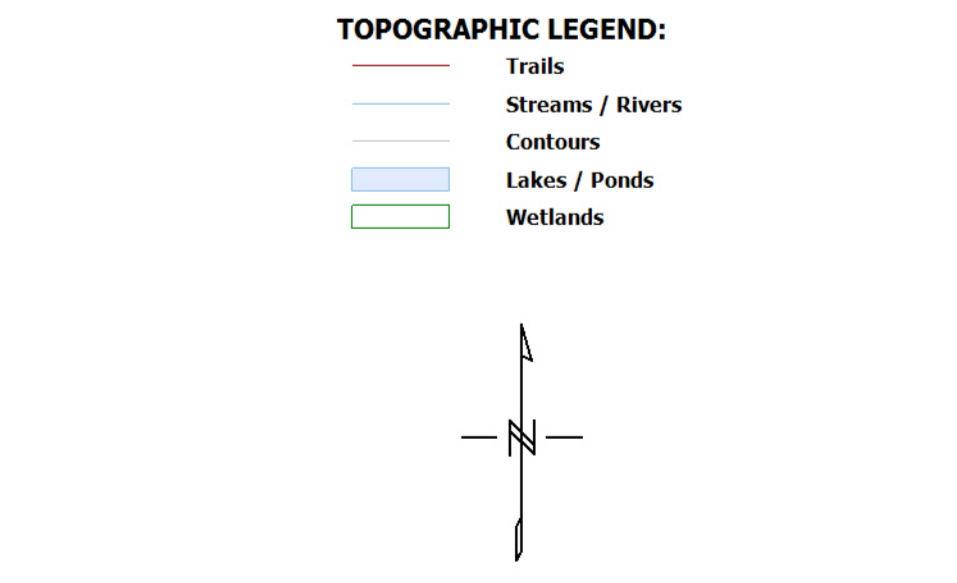 TOPOGRAPHIC LEGEND:
Trails
Streams / Rivers
Contours
Lakes / Ponds
Wetlands
N